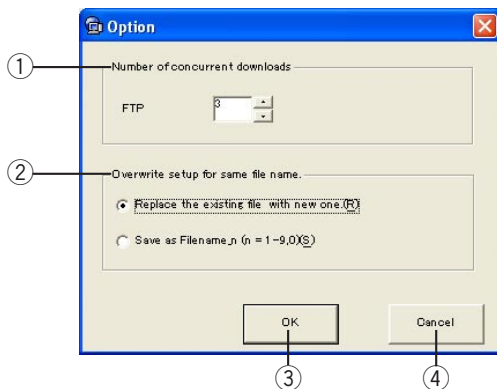 Option
① Number of concurrent downloads
FTP 3
② Overwrite setup for same file name.
Replace the existing file with new one.(R)
Save as Filename_n (n = 1-9,0)(S)
OK Cancel
③ ④